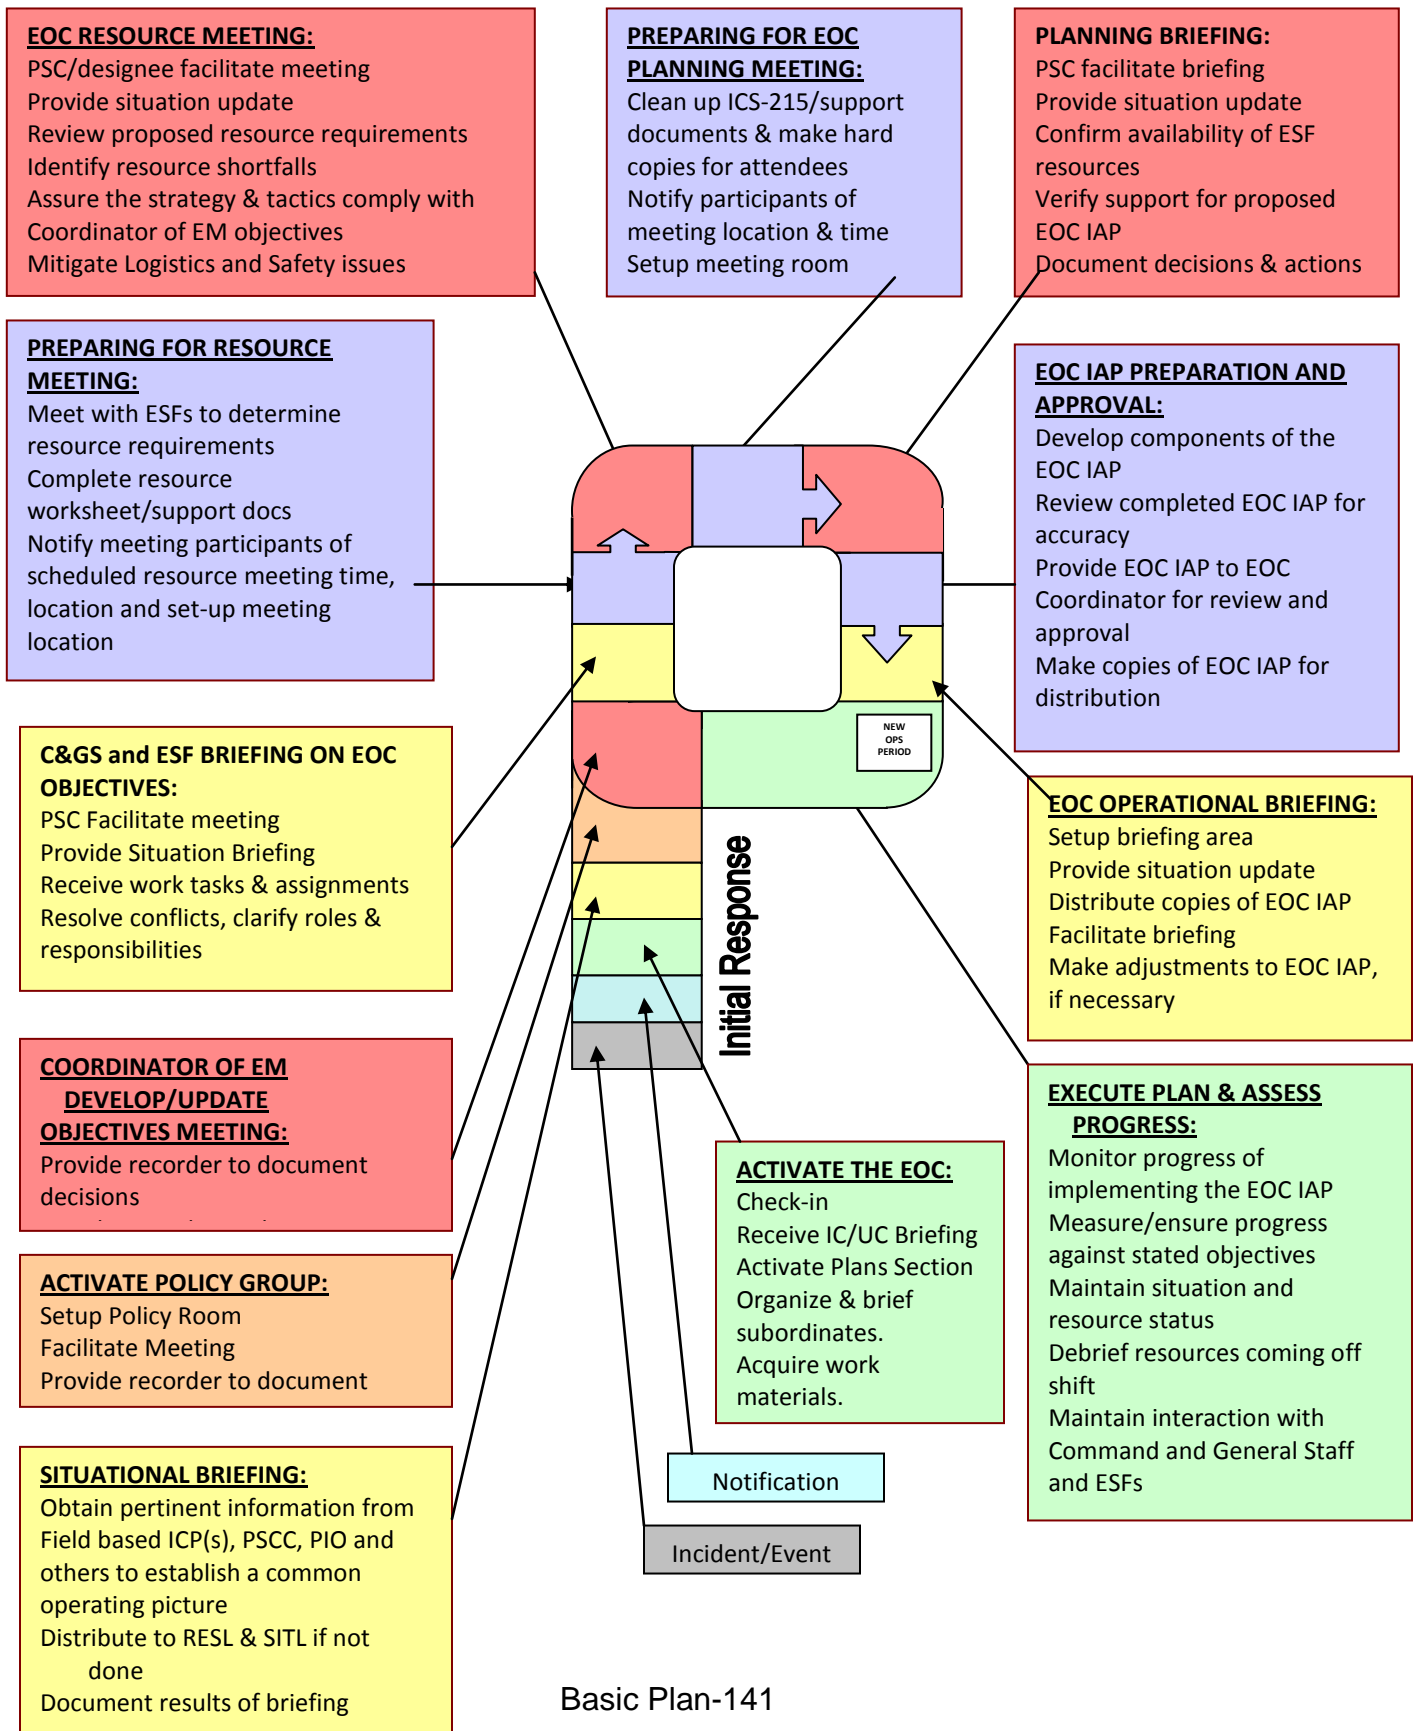 EOC RESOURCE MEETING:
PSC/designee facilitate meeting
Provide situation update
Review proposed resource requirements
Identify resource shortfalls
Assure the strategy & tactics comply with
Coordinator of EM objectives
Mitigate Logistics and Safety issues
PREPARING FOR EOC
PLANNING MEETING:
Clean up ICS-215/support
documents & make hard
copies for attendees
Notify participants of
meeting location & time
Setup meeting room
PLANNING BRIEFING:
PSC facilitate briefing
Provide situation update
Confirm availability of ESF
resources
Verify support for proposed
EOC IAP
Document decisions & actions
PREPARING FOR RESOURCE
MEETING:
Meet with ESFs to determine
resource requirements
Complete resource
worksheet/support docs
Notify meeting participants of
scheduled resource meeting time,
location and set-up meeting
location
EOC IAP PREPARATION AND
APPROVAL:
Develop components of the
EOC IAP
Review completed EOC IAP for
accuracy
Provide EOC IAP to EOC
Coordinator for review and
approval
Make copies of EOC IAP for
distribution
C&GS and ESF BRIEFING ON EOC
OBJECTIVES:
PSC Facilitate meeting
Provide Situation Briefing
Receive work tasks & assignments
Resolve conflicts, clarify roles &
responsibilities
NEW
OPS
PERIOD
EOC OPERATIONAL BRIEFING:
Setup briefing area
Provide situation update
Distribute copies of EOC IAP
Facilitate briefing
Make adjustments to EOC IAP,
if necessary
Initial Response
COORDINATOR OF EM
DEVELOP/UPDATE
OBJECTIVES MEETING:
Provide recorder to document
decisions
EXECUTE PLAN & ASSESS
PROGRESS:
Monitor progress of
implementing the EOC IAP
Measure/ensure progress
against stated objectives
Maintain situation and
resource status
Debrief resources coming off
shift
Maintain interaction with
Command and General Staff
and ESFs
ACTIVATE THE EOC:
Check-in
Receive IC/UC Briefing
Activate Plans Section
Organize & brief
subordinates.
Acquire work
materials.
ACTIVATE POLICY GROUP:
Setup Policy Room
Facilitate Meeting
Provide recorder to document
SITUATIONAL BRIEFING:
Obtain pertinent information from
Field based ICP(s), PSCC, PIO and
others to establish a common
operating picture
Distribute to RESL & SITL if not
done
Document results of briefing
Notification
Incident/Event
Basic Plan-141